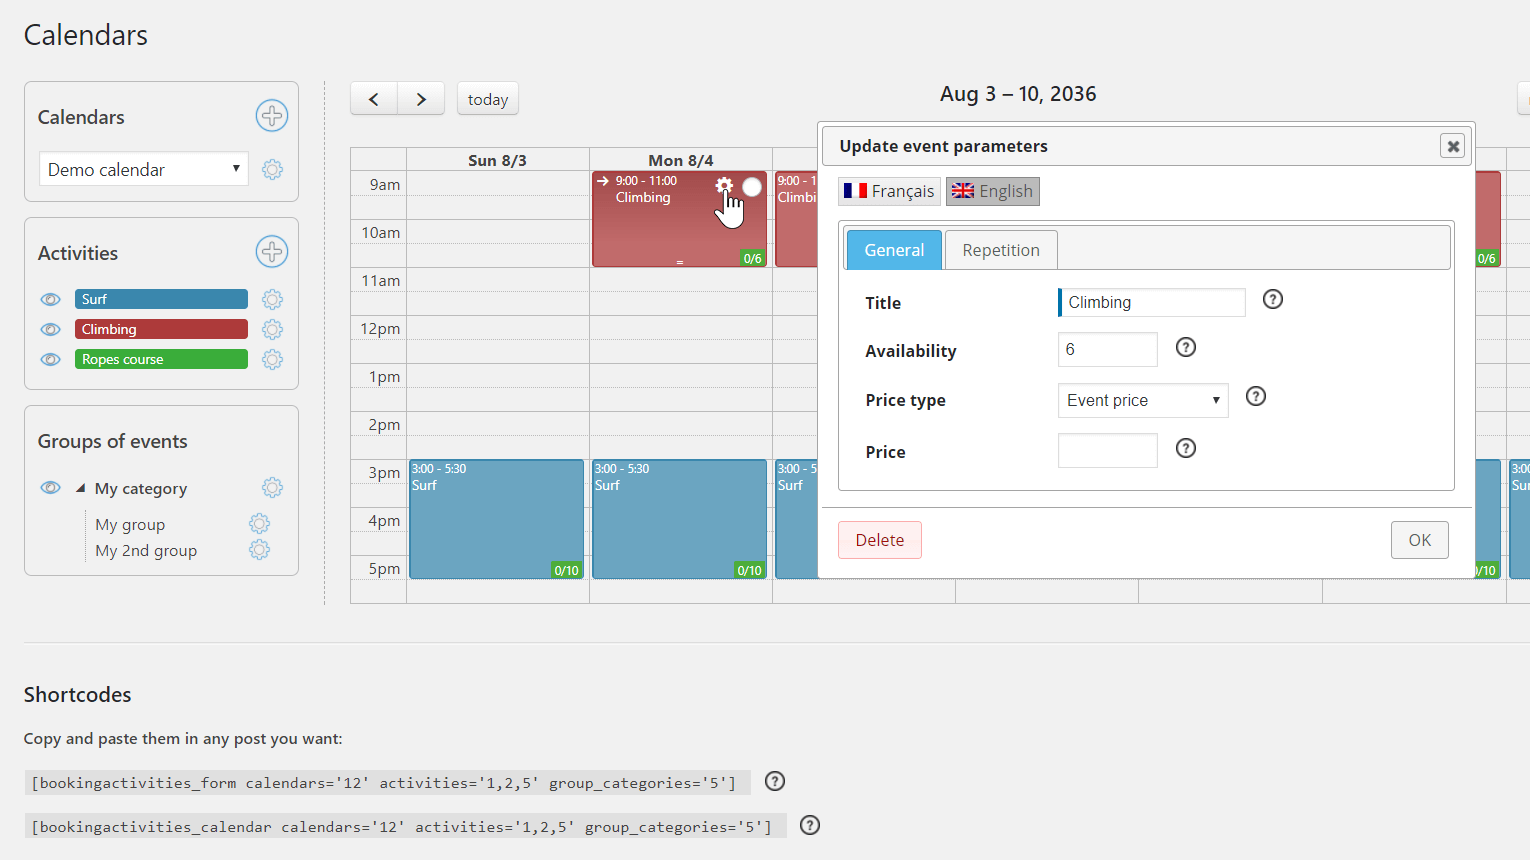 Calendars
Calendars
Demo calendar
Activities
Surf
Climbing
Ropes course
Groups of events
My category
My group
My 2nd group
today
Aug 3 – 10, 2036
Sun 8/3
Mon 8/4
9am
10am
11am
12pm
1pm
2pm
3pm
4pm
5pm
9:00 - 11:00
Climbing
0/6
9:00 - 1
Climbi
0/6
3:00 - 5:30
Surf
0/10
3:00 - 5:30
Surf
0/10
3:00 - 5
Surf
/10
3:00
Sur
Update event parameters
Français
English
General
Repetition
Title
Climbing
?
Availability
6
?
Price type
Event price
?
Price
?
Delete
OK
Shortcodes
Copy and paste them in any post you want:
[bookingactivities_form calendars='12' activities='1,2,5' group_categories='5']
?
[bookingactivities_calendar calendars='12' activities='1,2,5' group_categories='5']
?